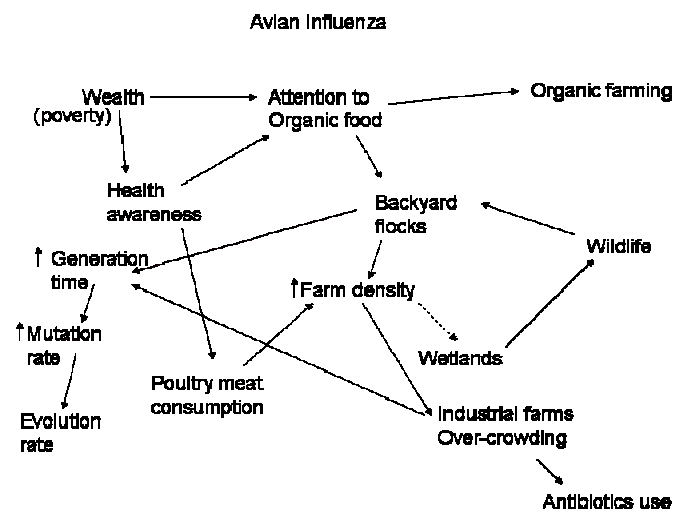 Avian Influenza
Wealth
(poverty)
Attention to
Organic food
Organic farming
Health
awareness
Backyard
flocks
Wildlife
↑ Generation
time
↑Farm density
↑Mutation
rate
Wetlands
Poultry meat
consumption
Evolution
rate
Industrial farms
Over-crowding
Antibiotics use